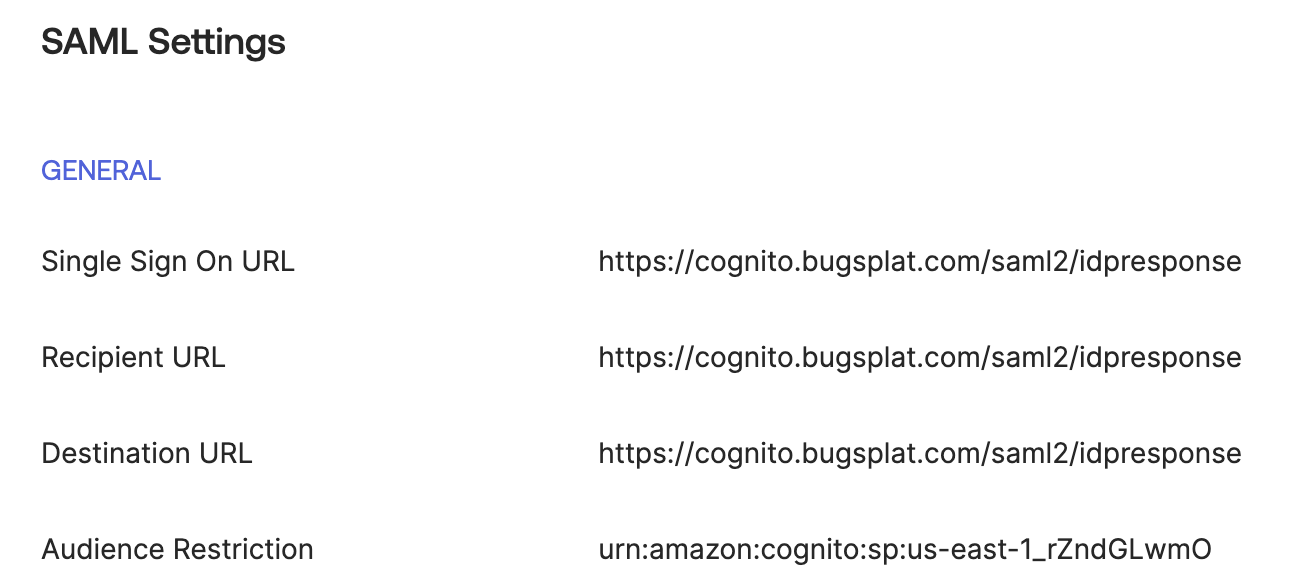 SAML Settings
GENERAL
Single Sign On URL https://cognito.bugsplat.com/saml2/idpresponse
Recipient URL https://cognito.bugsplat.com/saml2/idpresponse
Destination URL https://cognito.bugsplat.com/saml2/idpresponse
Audience Restriction urn:amazon:cognito:sp:us-east-1_rZndGLwmO